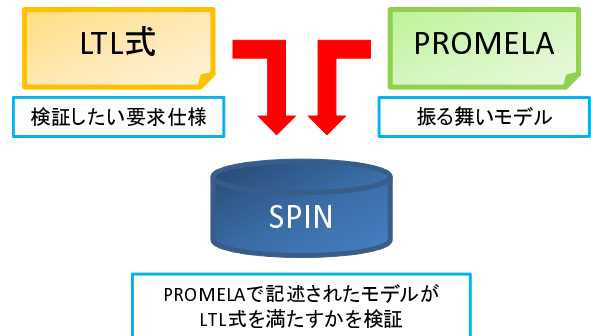 LTL式
PROMELA
検証したい要求仕様
振る舞いモデル
SPIN
PROMELAで記述されたモデルが
LTL式を満たすかを検証